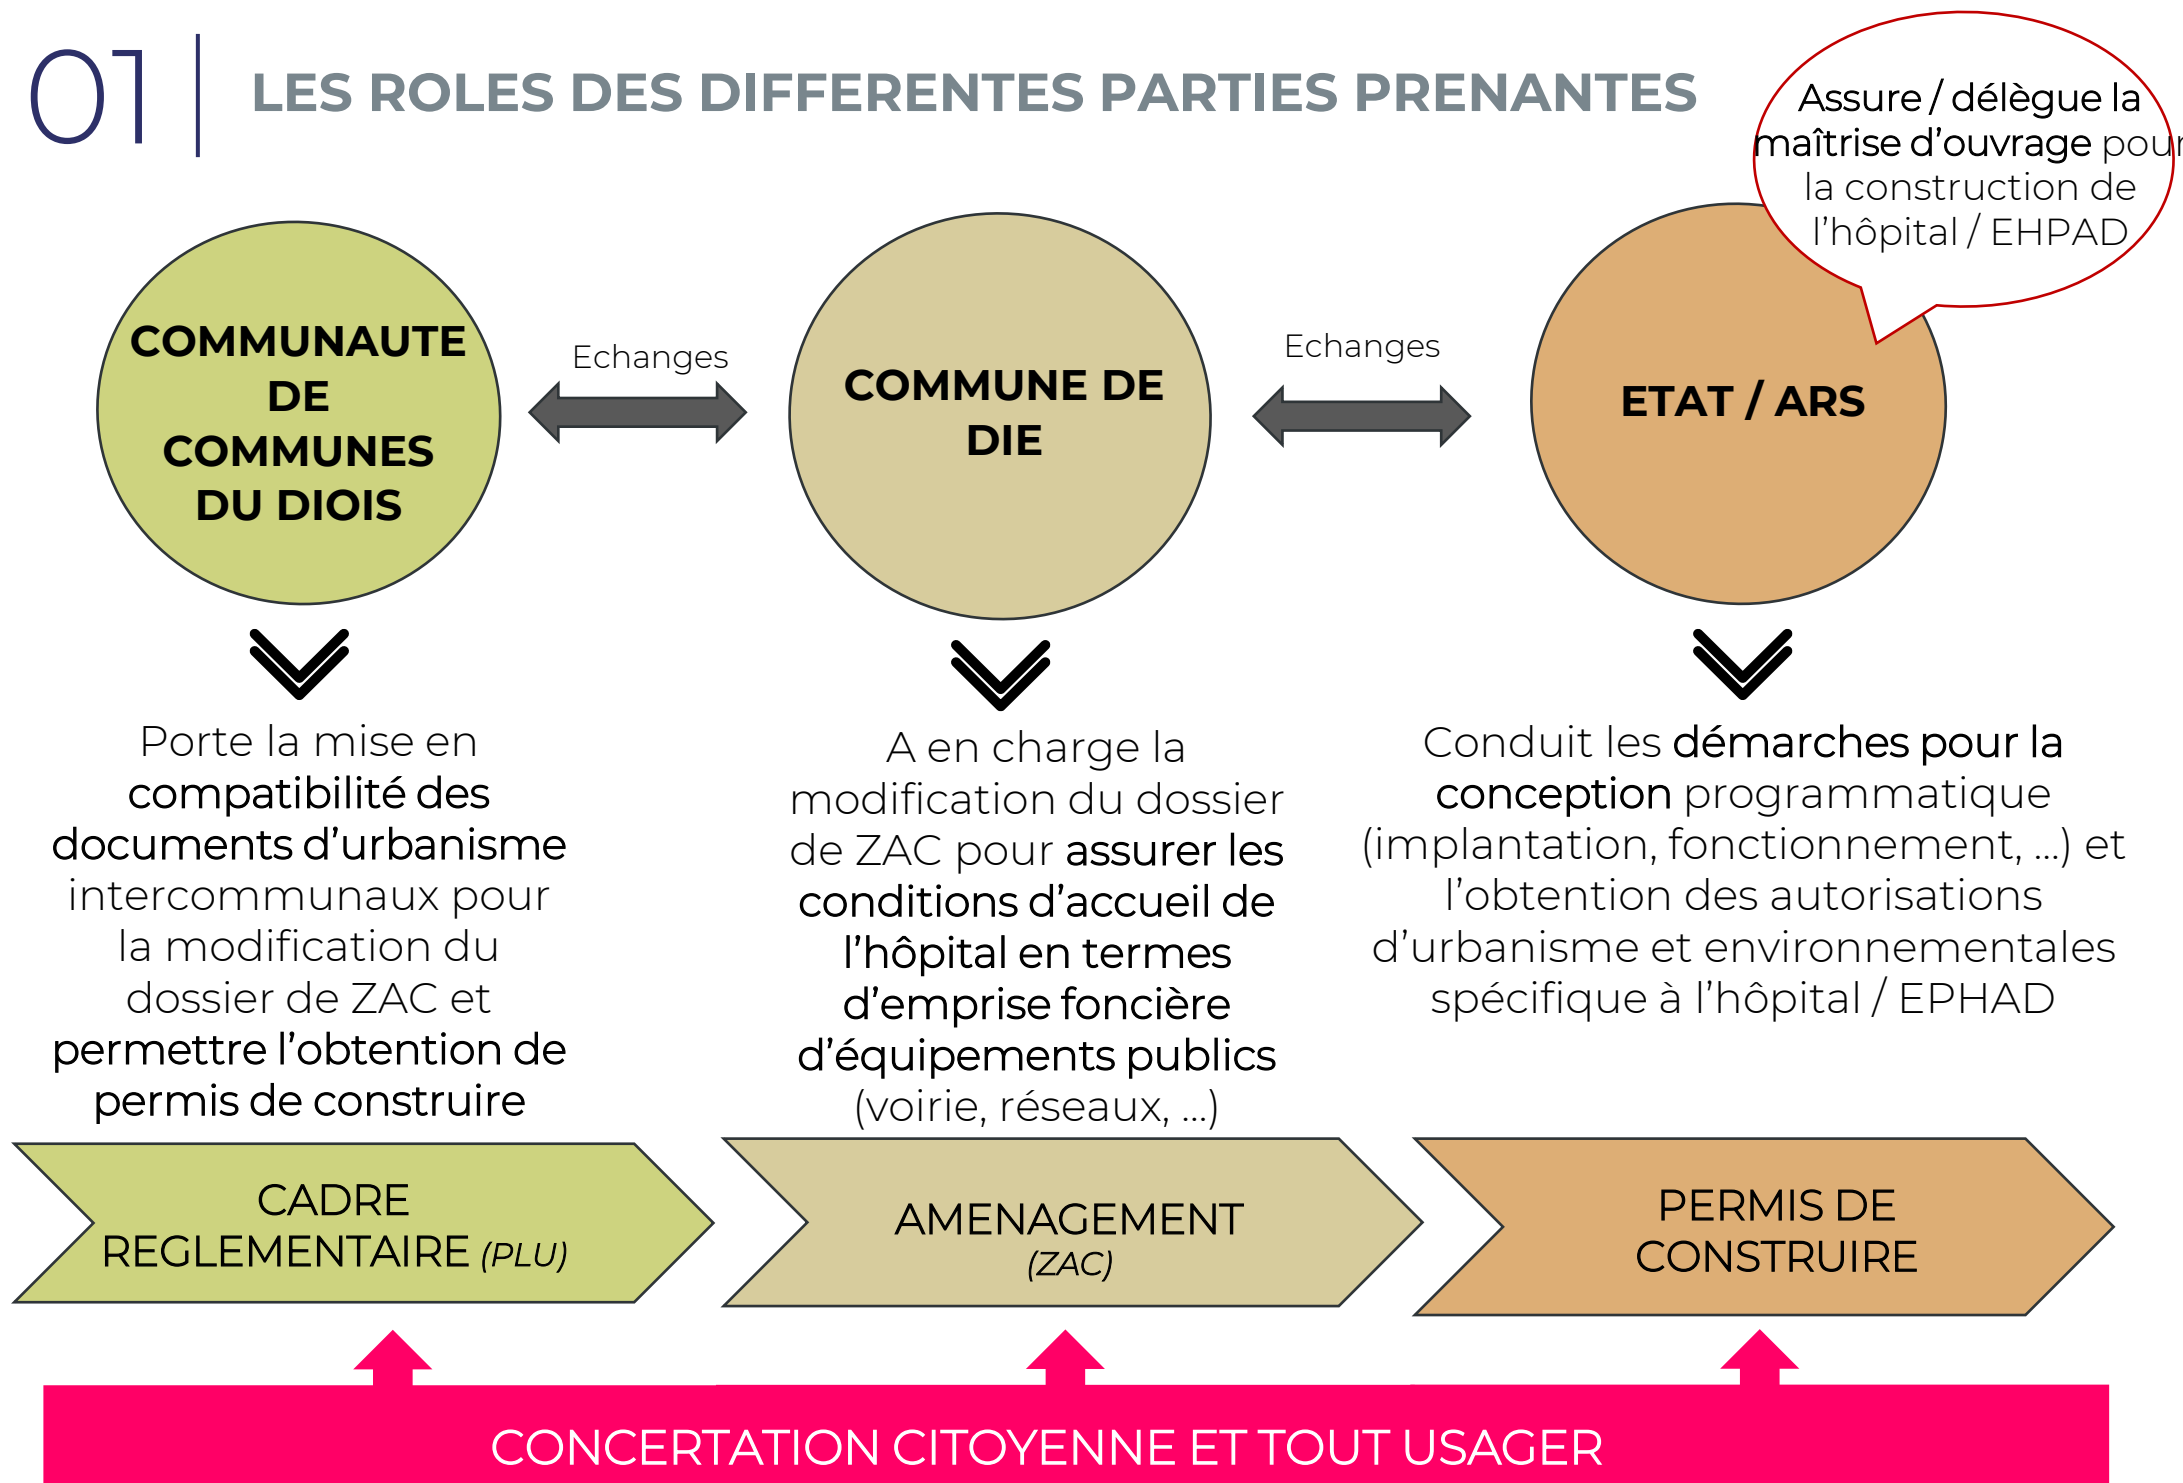 01
LES ROLES DES DIFFERENTES PARTIES PRENANTES
Assure / délègue la
maîtrise d’ouvrage pour
la construction de
l’hôpital / EHPAD
COMMUNAUTE
DE
COMMUNES
DU DIOIS
Echanges
COMMUNE DE
DIE
Echanges
ETAT / ARS
Porte la mise en
compatibilité des
documents d’urbanisme
intercommunaux pour
la modification du
dossier de ZAC et
permettre l’obtention de
permis de construire
A en charge la
modification du dossier
de ZAC pour assurer les
conditions d’accueil de
l’hôpital en termes
d’emprise foncière
d’équipements publics
(voirie, réseaux, ...)
Conduit les démarches pour la
conception programmatique
(implantation, fonctionnement, ...) et
l’obtention des autorisations
d’urbanisme et environnementales
spécifique à l’hôpital / EPHAD
CADRE
REGLEMENTAIRE (PLU)
AMENAGEMENT
(ZAC)
PERMIS DE
CONSTRUIRE
CONCERTATION CITOYENNE ET TOUT USAGER